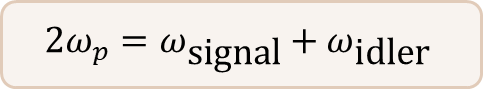 2ω_p = ω_signal + ω_idler